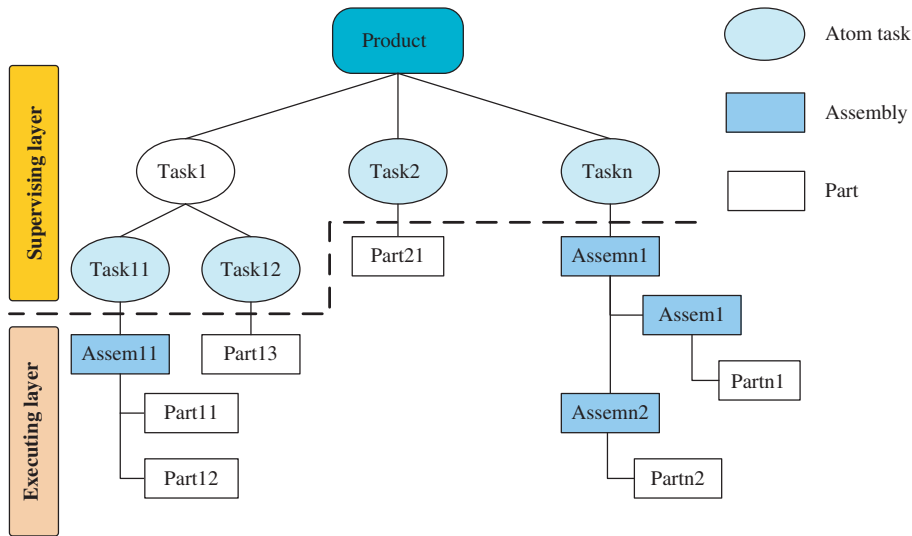 Product
Atom task
Assembly
Part
Supervising layer
Executing layer
Task1
Task2
Taskn
Task11
Task12
Part21
Assemn1
Assem11
Part13
Assem1
Part11
Partn1
Assemn2
Part12
Partn2